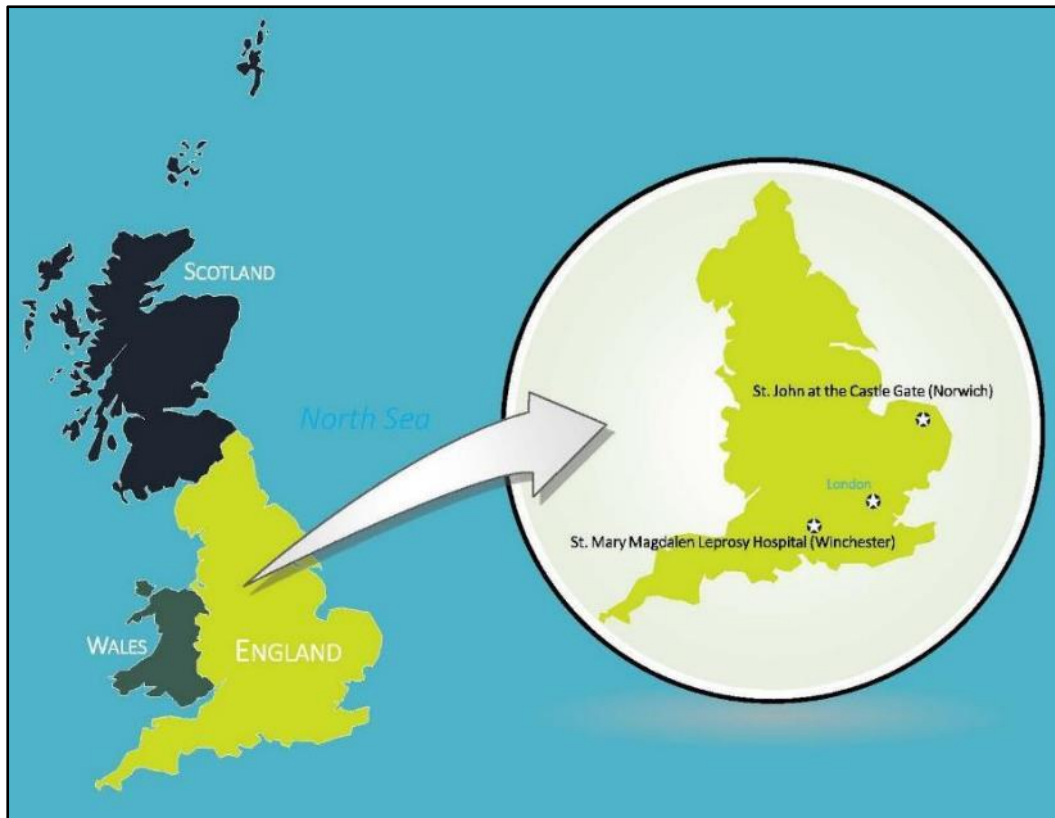 SCOTLAND
North Sea
WALES
ENGLAND
St. John at the Castle Gate (Norwich)
London
St. Mary Magdalen Leprosy Hospital (Winchester)